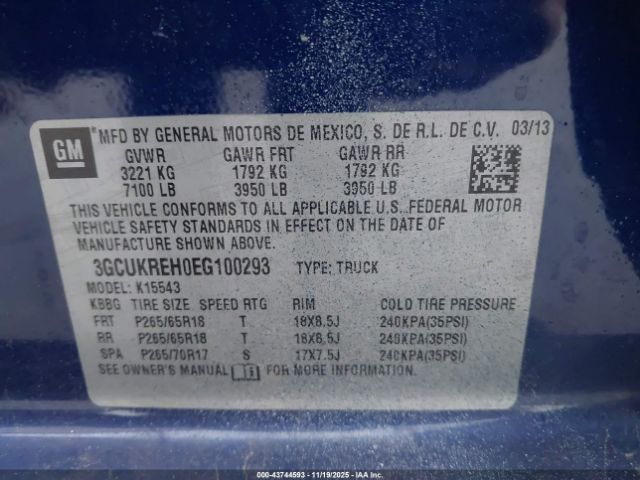 GM
*MFD BY GENERAL MOTORS DE MEXICO, S. DE R.L. DE C.V. 03/13
GVWR GAWR FRT GAWR RR
3221 KG 1792 KG 1792 KG
7100 LB 3950 LB 3950 LB
THIS VEHICLE CONFORMS TO ALL APPLICABLE U.S. FEDERAL MOTOR
VEHICLE SAFETY STANDARDS IN EFFECT ON THE DATE OF
MANUFACTURE SHOWN ABOVE.
3GCUKREH0EG100293 TYPE: TRUCK
MODEL: K15543
KBBG TIRE SIZE SPEED RTG RIM COLD TIRE PRESSURE
FRT P265/65R18 T 18X8.5J 240KPA(35PSI)
RR P265/65R18 T 18X8.5J 240KPA(35PSI)
SPA P265/70R17 S 17X7.5J 240KPA(35PSI)
SEE OWNER'S MANUAL FOR MORE INFORMATION.
000-43744593 11/19/2025 IAAI.COM